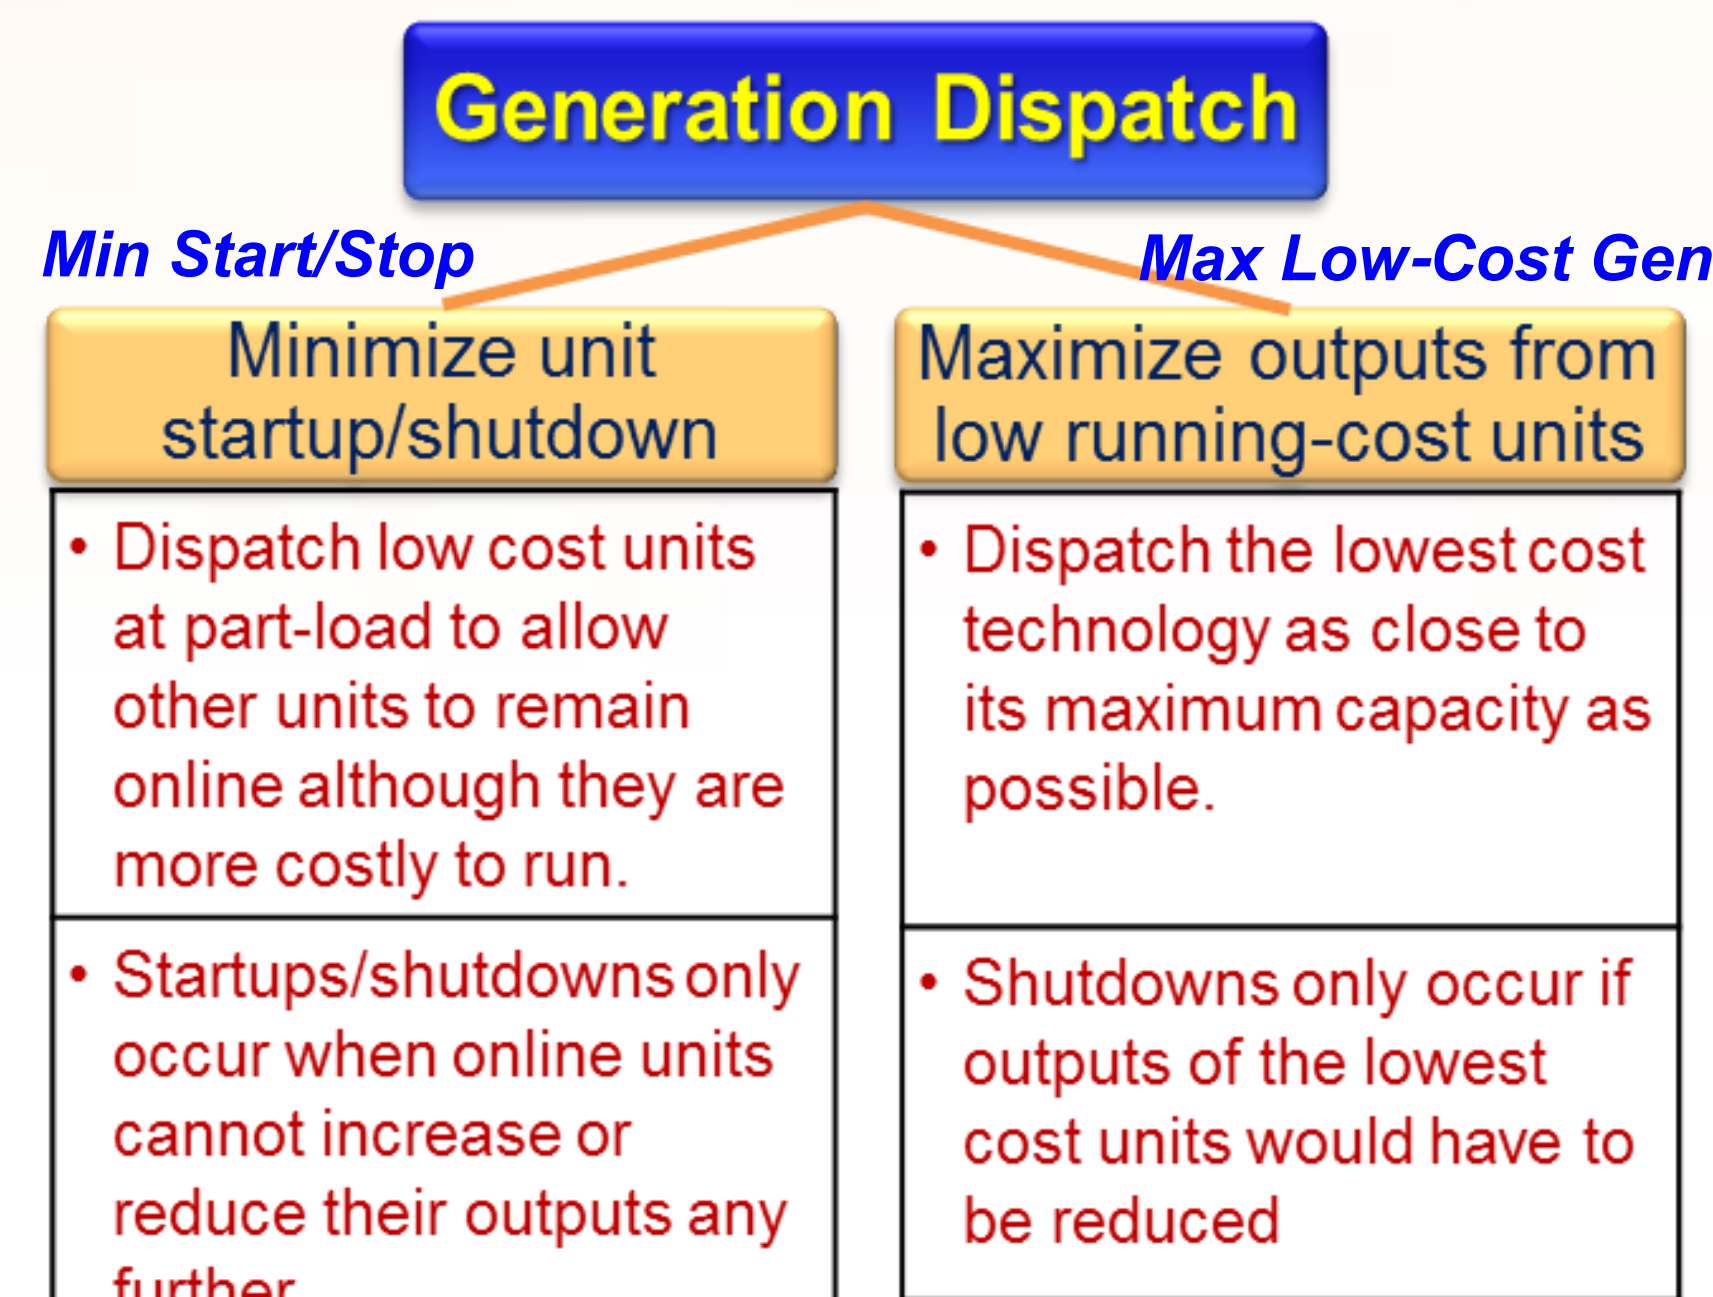 Generation Dispatch
Min Start/Stop
Max Low-Cost Gen
Minimize unit
startup/shutdown
• Dispatch low cost units
at part-load to allow
other units to remain
online although they are
more costly to run.
• Startups/shutdowns only
occur when online units
cannot increase or
reduce their outputs any
further
Maximize outputs from
low running-cost units
• Dispatch the lowest cost
technology as close to
its maximum capacity as
possible.
• Shutdowns only occur if
outputs of the lowest
cost units would have to
be reduced